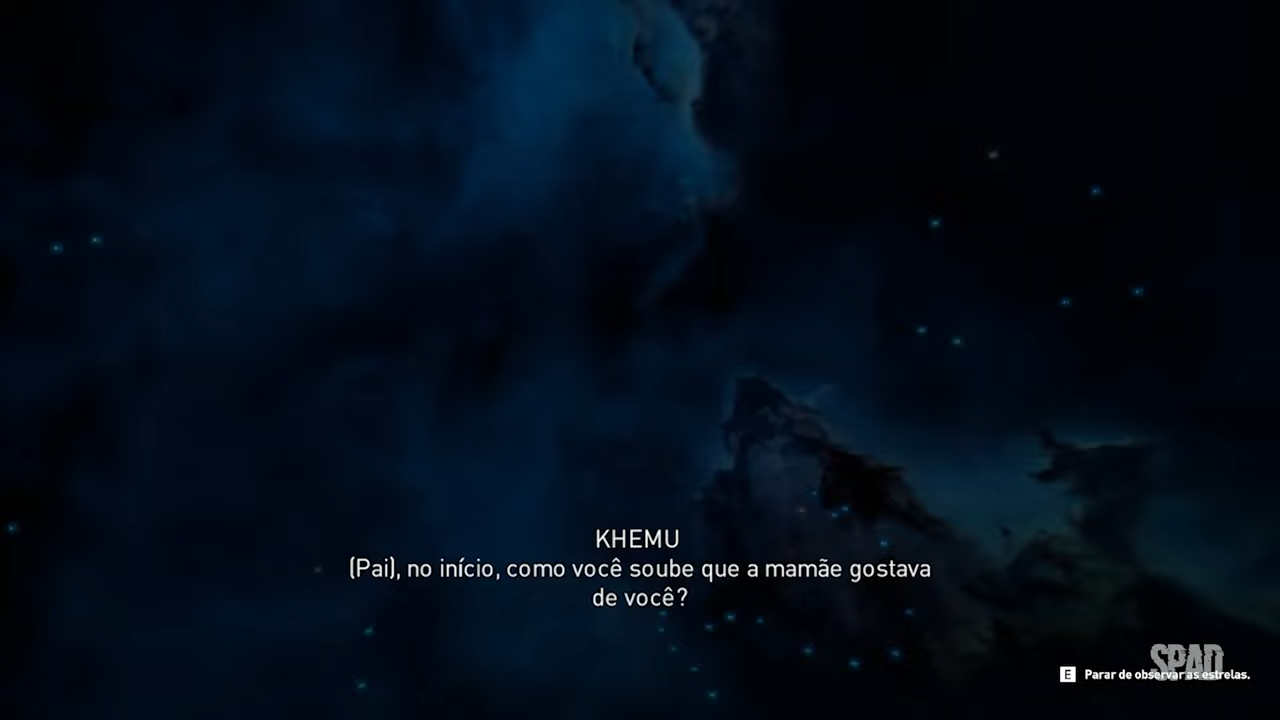 KHEMU
(Pai), no início, como você soube que a mamãe gostava
de você?
SPAD
E Parar de observar as estrelas.